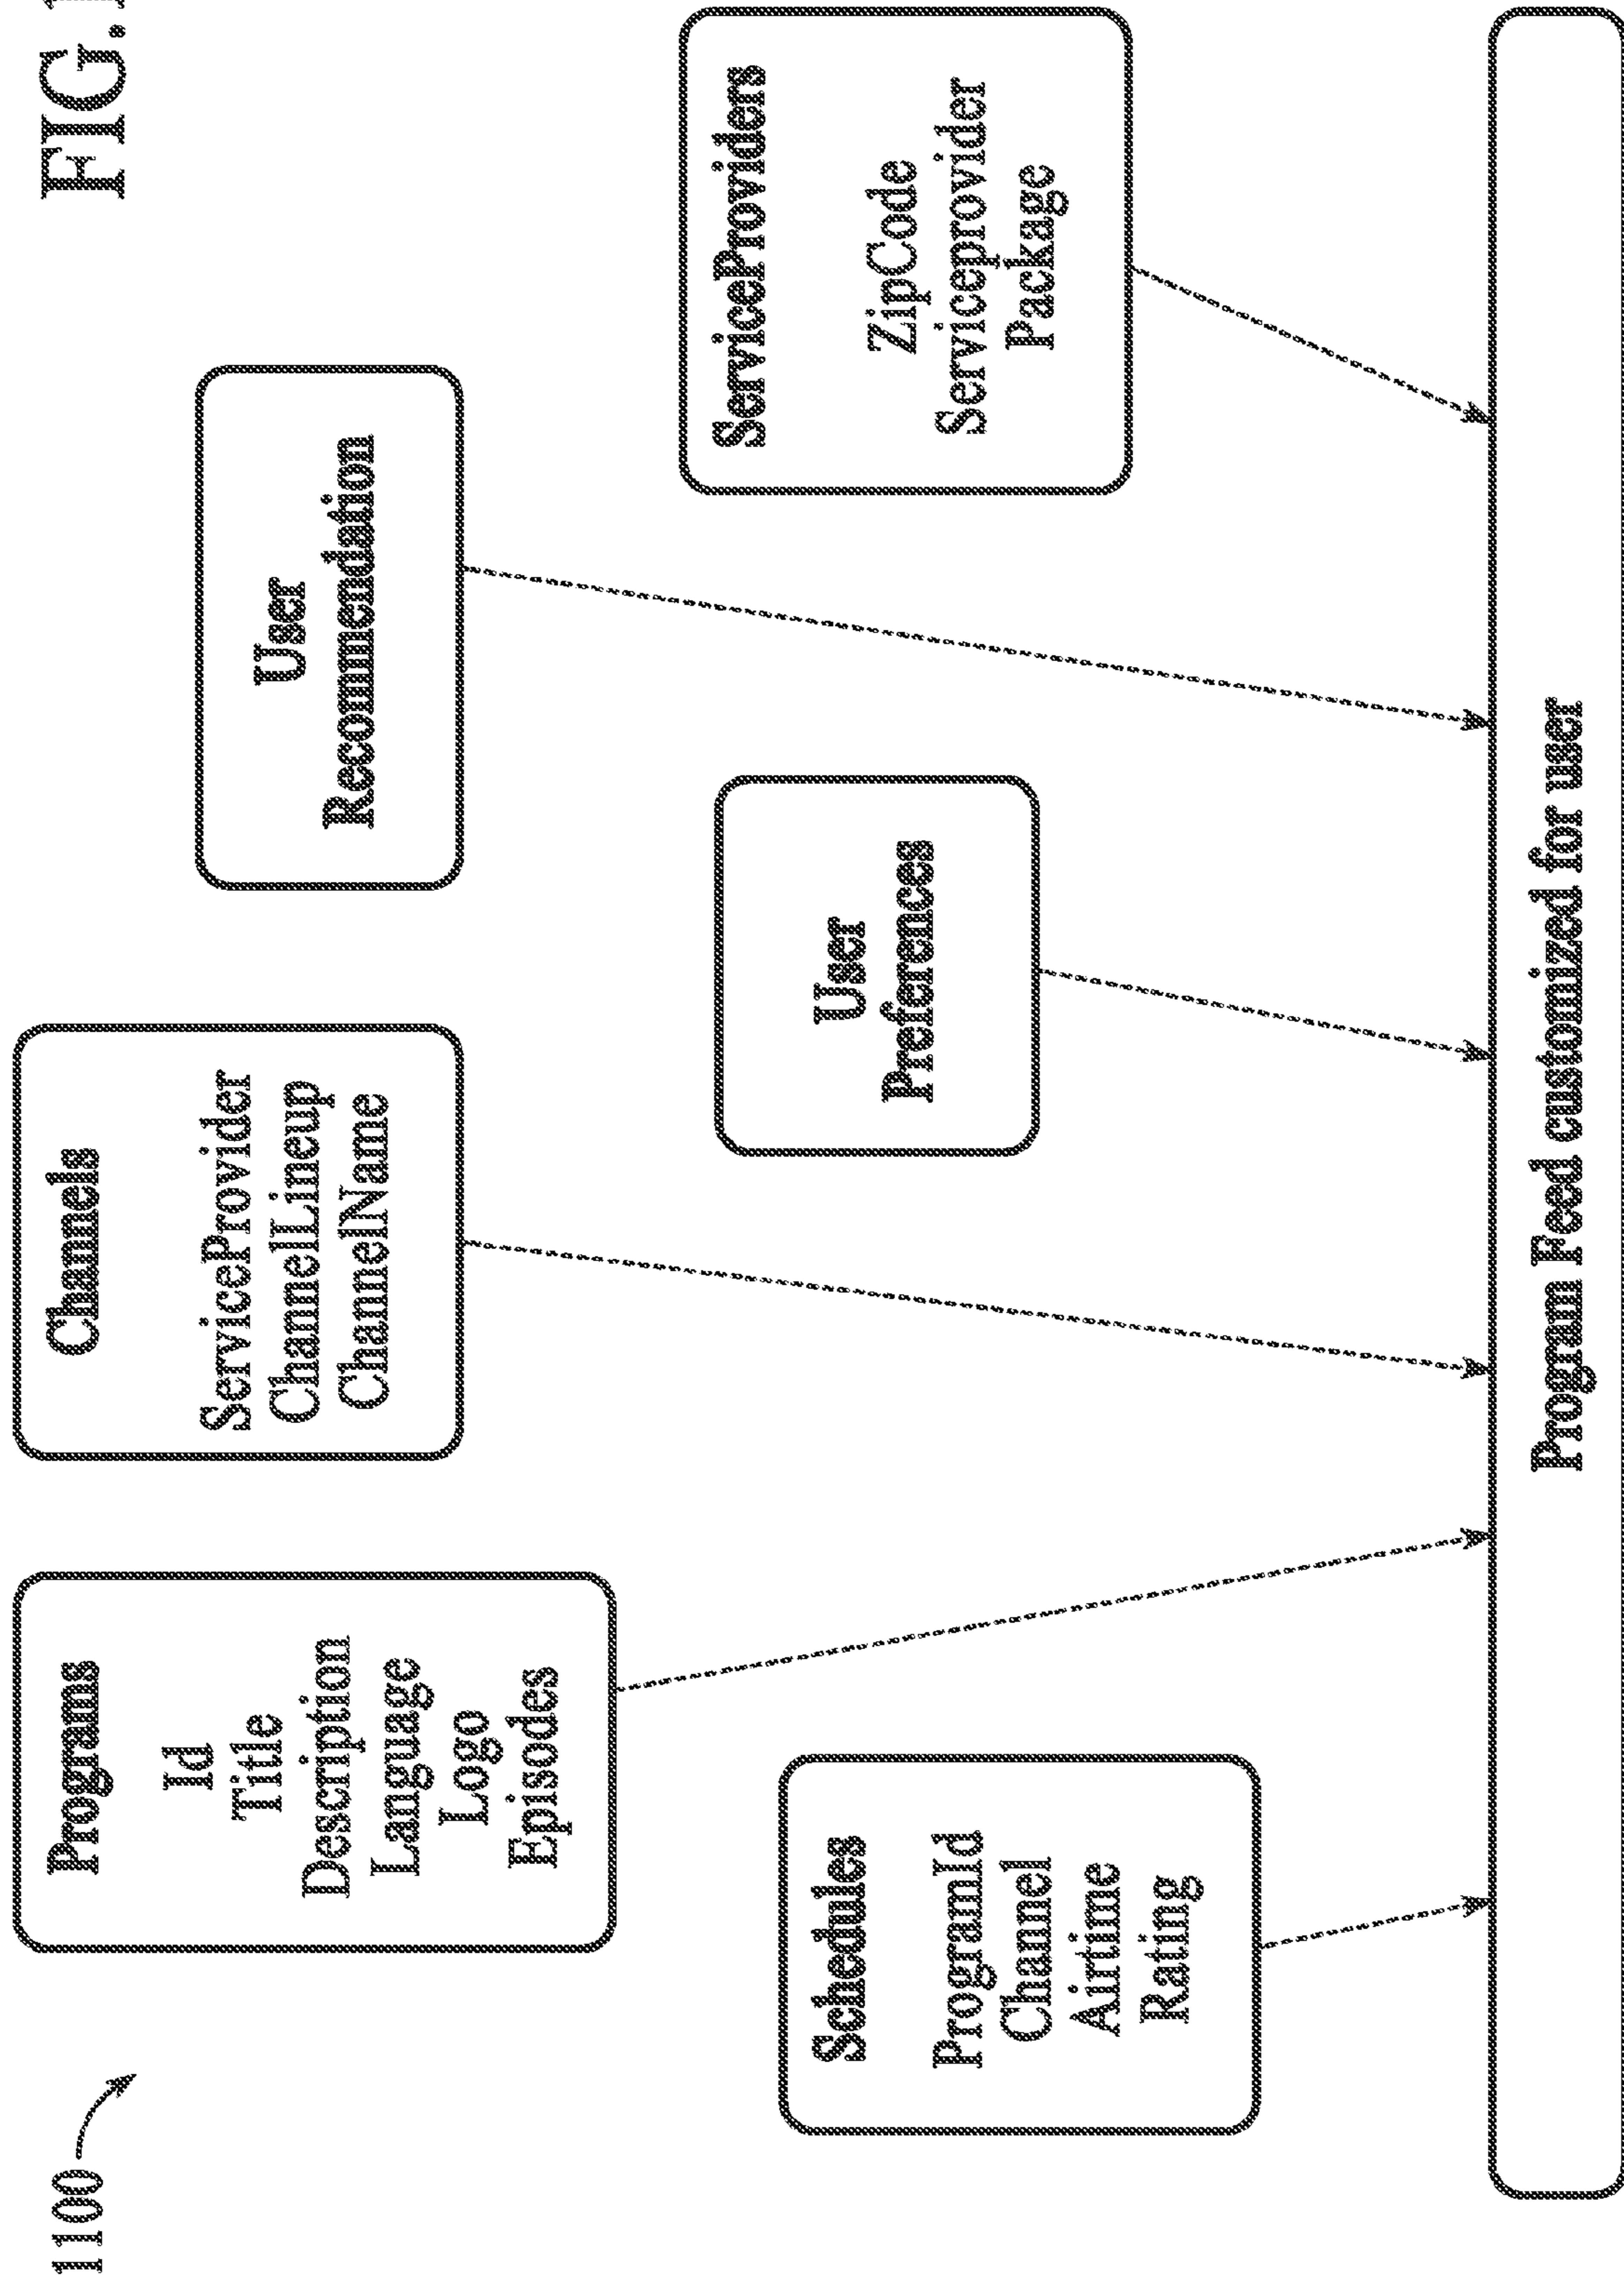 1100
FIG.
Programs
Id
Title
Description
Language
Logo
Episodes
Channels
ServiceProvider
ChannelLineup
ChannelName
User
Recommendation
Schedules
ProgramId
Channel
Airtime
Rating
User
Preferences
ServiceProviders
ZipCode
Serviceprovider
Package
Program Feed customized for user